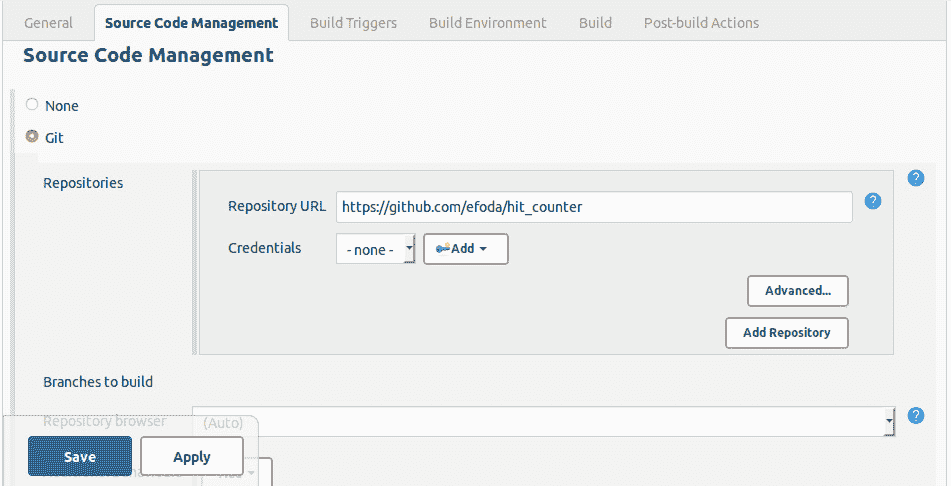 General Source Code Management Build Triggers Build Environment Build Post-build Actions
Source Code Management
None
Git
Repositories
Repository URL https://github.com/efoda/hit_counter
Credentials - none - Add
Advanced...
Add Repository
Branches to build
Repository browser (Auto)
Save Apply